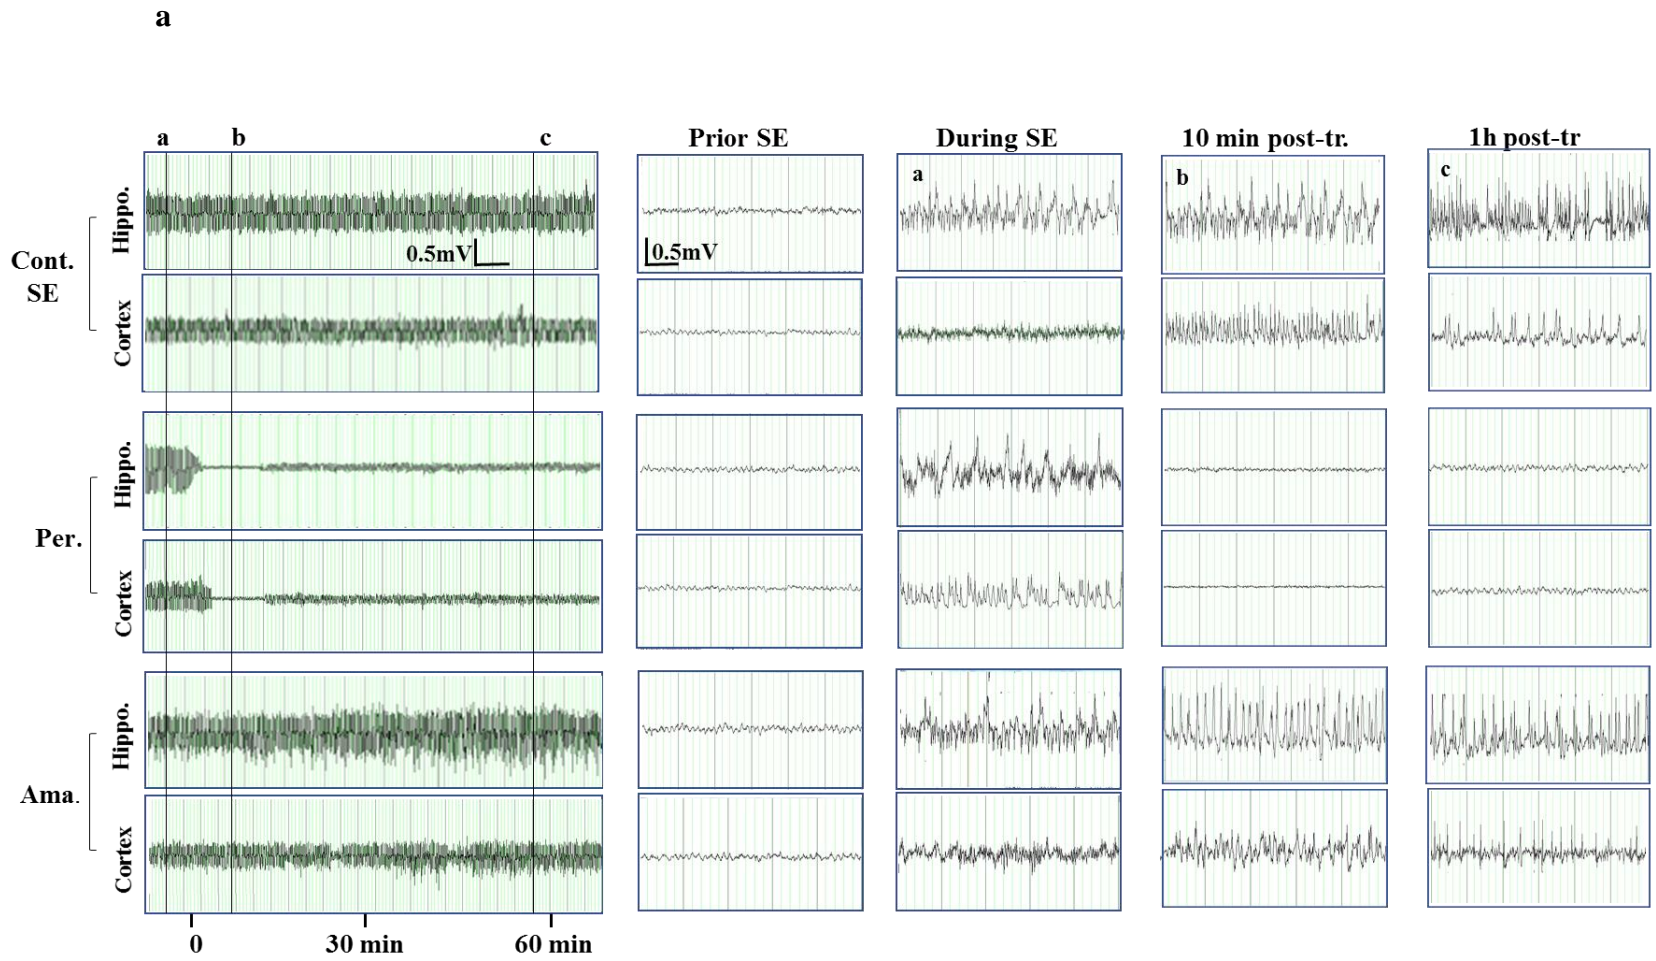 a
a b c
Prior SE
During SE
10 min post-tr.
1h post-tr
Cont.
SE
Hippo.
0.5mV
0.5mV
a
b
c
Cortex
Per.
Hippo.
Cortex
Ama.
Hippo.
Cortex
0 30 min 60 min